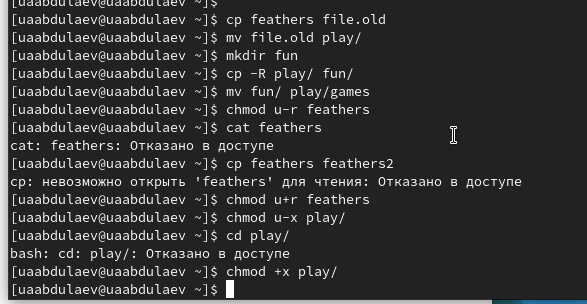 [uaabdulaev@uaabdulaev ~]$
[uaabdulaev@uaabdulaev ~]$ cp feathers file.old
[uaabdulaev@uaabdulaev ~]$ mv file.old play/
[uaabdulaev@uaabdulaev ~]$ mkdir fun
[uaabdulaev@uaabdulaev ~]$ cp -R play/ fun/
[uaabdulaev@uaabdulaev ~]$ mv fun/ play/games
[uaabdulaev@uaabdulaev ~]$ chmod u-r feathers
[uaabdulaev@uaabdulaev ~]$ cat feathers
cat: feathers: Отказано в доступе
[uaabdulaev@uaabdulaev ~]$ cp feathers feathers2
cp: невозможно открыть 'feathers' для чтения: Отказано в доступе
[uaabdulaev@uaabdulaev ~]$ chmod u+r feathers
[uaabdulaev@uaabdulaev ~]$ chmod u-x play/
[uaabdulaev@uaabdulaev ~]$ cd play/
bash: cd: play/: Отказано в доступе
[uaabdulaev@uaabdulaev ~]$ chmod +x play/
[uaabdulaev@uaabdulaev ~]$